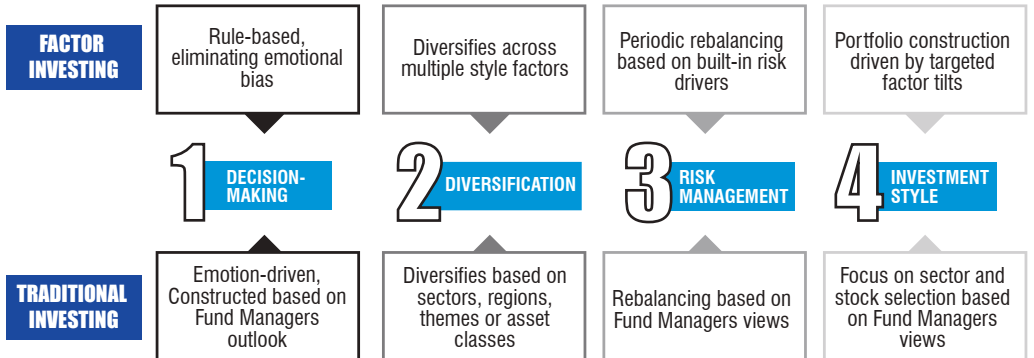 FACTOR
INVESTING
Rule-based,
eliminating emotional
bias
Diversifies across
multiple style factors
Periodic rebalancing
based on built-in risk
drivers
Portfolio construction
driven by targeted
factor tilts
1 DECISION-
MAKING
2 DIVERSIFICATION
3 RISK
MANAGEMENT
4 INVESTMENT
STYLE
TRADITIONAL
INVESTING
Emotion-driven,
Constructed based on
Fund Managers
outlook
Diversifies based on
sectors, regions,
themes or asset
classes
Rebalancing based on
Fund Managers views
Focus on sector and
stock selection based
on Fund Managers
views